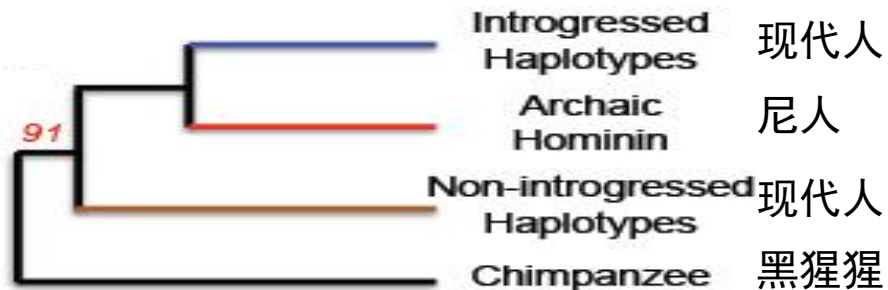 Introgressed
Haplotypes 现代人
Archaic
Hominin 尼人
91
Non-introgressed
Haplotypes 现代人
Chimpanzee 黑猩猩